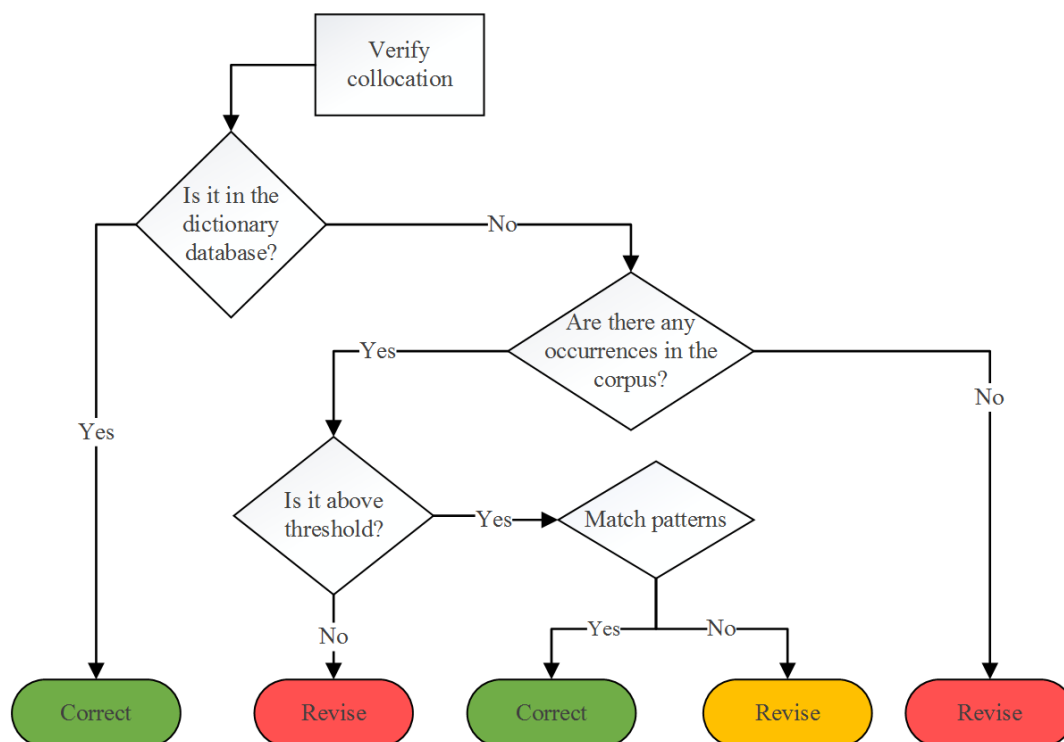 Verify
collocation
Is it in the
dictionary
database?
No
Are there any
occurrences in the
corpus?
Yes
No
Yes
Is it above
threshold?
Yes
Match patterns
No
Yes
No
Correct
Revise
Correct
Revise
Revise